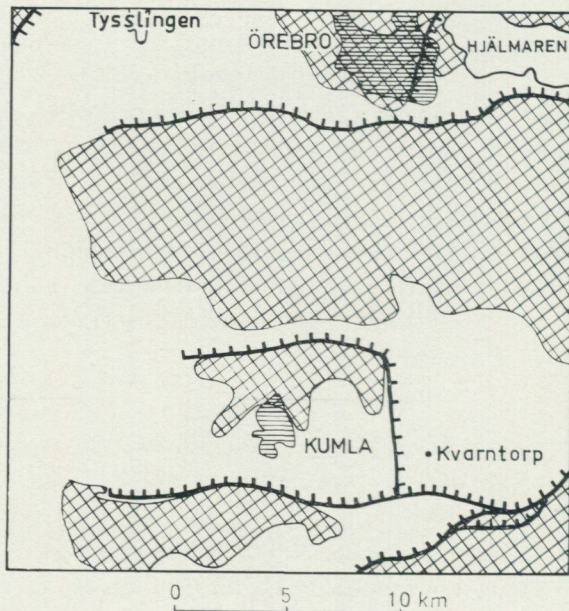 Tysslingen
ÖREBRO
HJÄLMAREN
KUMLA
Kvarntorp
0 5 10 km